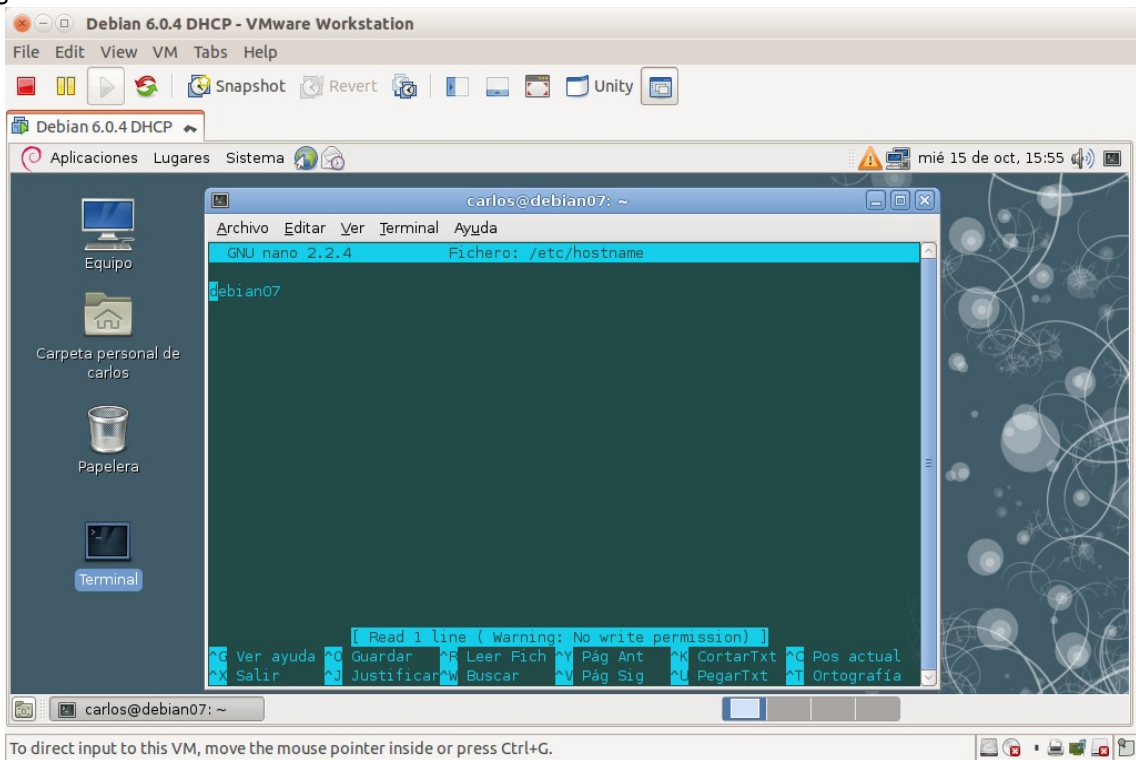 Debian 6.0.4 DHCP - VMware Workstation
File Edit View VM Tabs Help
Snapshot Revert Unity
Debian 6.0.4 DHCP
Aplicaciones Lugares Sistema mié 15 de oct, 15:55
carlos@debian07: ~
Archivo Editar Ver Terminal Ayuda
GNU nano 2.2.4 Fichero: /etc/hostname
debian07
Equipo
Carpeta personal de
carlos
Papelera
Terminal
[ Read 1 line ( Warning: No write permission) ]
^G Ver ayuda ^O Guardar ^R Leer Fich ^Y Pág Ant ^K CortarTxt ^C Pos actual
^X Salir ^J Justificar ^W Buscar ^V Pág Sig ^U PegarTxt ^T Ortografía
carlos@debian07: ~
To direct input to this VM, move the mouse pointer inside or press Ctrl+G.